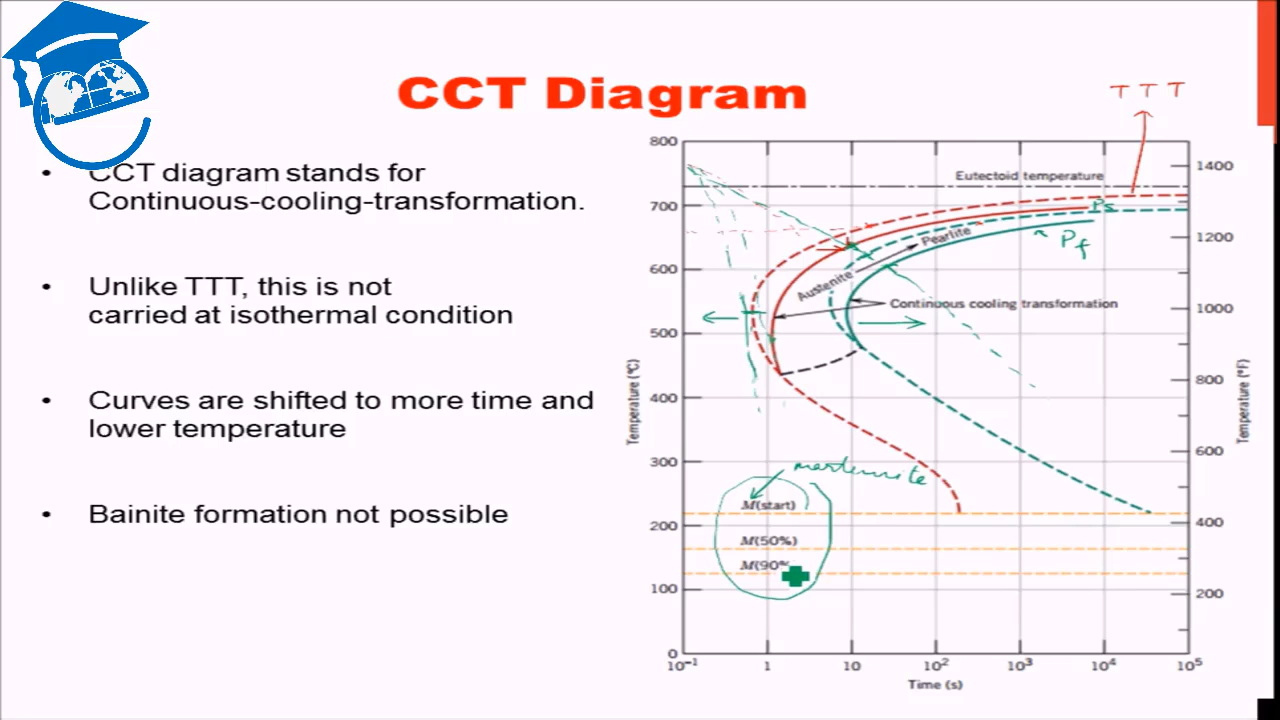 CCT Diagram
• CCT diagram stands for
Continuous-cooling-transformation.
• Unlike TTT, this is not
carried at isothermal condition
• Curves are shifted to more time and
lower temperature
• Bainite formation not possible
TTT
800
700
600
500
400
300
200
100
0
Temperature (°C)
1400
1200
1000
800
600
400
200
Temperature (°F)
Eutectoid temperature
Ps
Pf
Pearlite
Austenite
Continuous cooling transformation
martensite
M(start)
M(50%)
M(90%
10⁻¹ 1 10 10² 10³ 10⁴ 10⁵
Time (s)